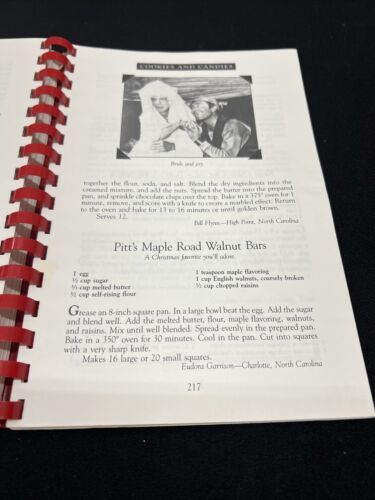 COOKIES AND CANDIES
Bride and joy
together the flour, soda, and salt. Blend the dry ingredients into the
creamed mixture, and add the nuts. Spread the butter into the prepared
pan, and sprinkle chocolate chips over the top. Bake in a 375° oven for 1
minute, remove, and score with a knife to create a marbled effect. Return
to the oven and bake for 13 to 16 minutes or until golden brown.
Serves 12.
Bill Flynn—High Point, North Carolina
Pitt's Maple Road Walnut Bars
A Christmas favorite you'll adore.
1 egg
½ cup sugar
½ cup self-rising flour
1 teaspoon maple flavoring
1 cup English walnuts, coarsely broken
½ cup chopped raisins
Grease an 8-inch square pan. In a large bowl beat the egg. Add the sugar
and blend well. Add the melted butter, flour, maple flavoring, walnuts,
and raisins. Mix until well blended. Spread evenly in the prepared pan.
Bake in a 350° oven for 30 minutes. Cool in the pan. Cut into squares
with a very sharp knife.
Makes 16 large or 20 small squares.
Eudora Garrison—Charlotte, North Carolina
217